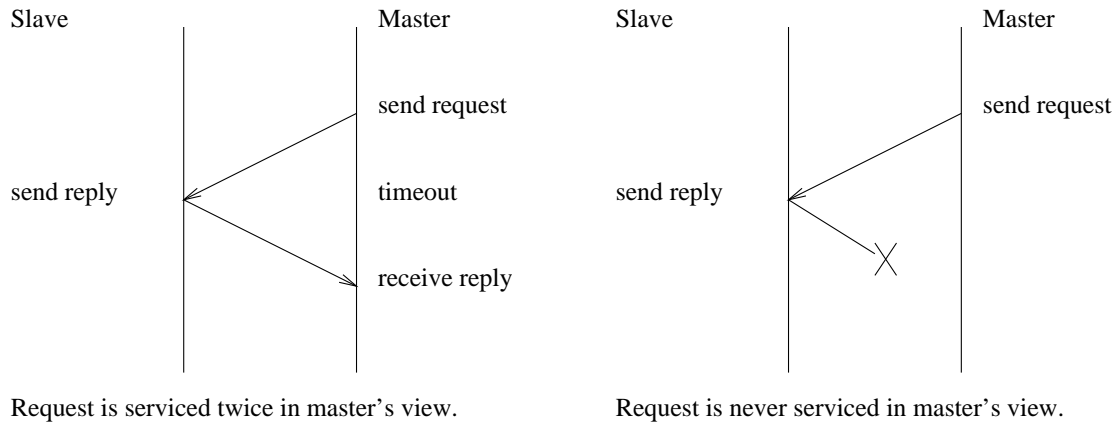 Slave
Master
send request
send reply
timeout
receive reply
Request is serviced twice in master's view.
Slave
Master
send request
send reply
Request is never serviced in master's view.